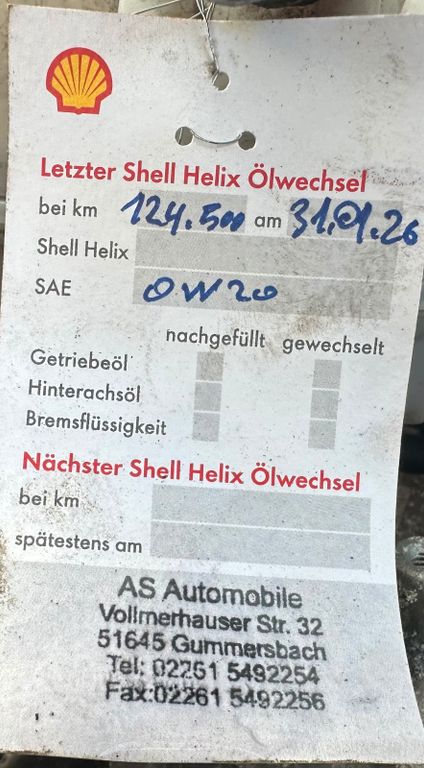 Letzter Shell Helix Ölwechsel
bei km 124.500 am 31.01.26
Shell Helix
SAE 0W20
nachgefüllt gewechselt
Getriebeöl
Hinterachsöl
Bremsflüssigkeit
Nächster Shell Helix Ölwechsel
bei km
spätestens am
AS Automobile
Vollmerhauser Str. 32
51645 Gummersbach
Tel: 02261 5492254
Fax:02261 5492256